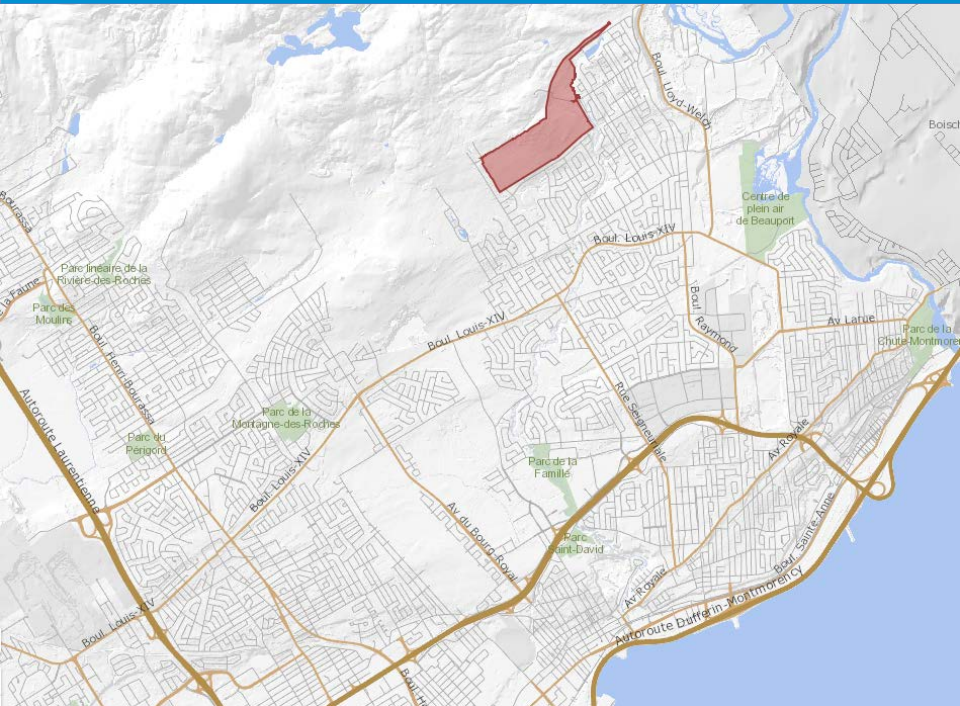 Boul. Lloyd-Welch
Boisch
Bourassa
Centre de
plein air
de Beauport
Boul. Louis-XIV
Parc linéaire de la
Rivière-des-Roches
e la Faune
Parc des
Moulins
Boul. Raymond
Boul. Louis-XIV
Av Larue
Parc de la
Chute-Montmoren
Boul. Henri-Bourassa
Autoroute Laurentienne
Rue Seigneuriale
Parc de la
Montagne-des-Roches
Parc du
Périgord
Av-Royale
Parc de la
Famille
Boul. Louis-XIV
Av du Bourg-Royal
Boul. Sainte-Anne
Parc
Saint-David
Av-Royale
Autoroute Dufferin-Montmorency
Boul. Louis-XIV
Boul. He